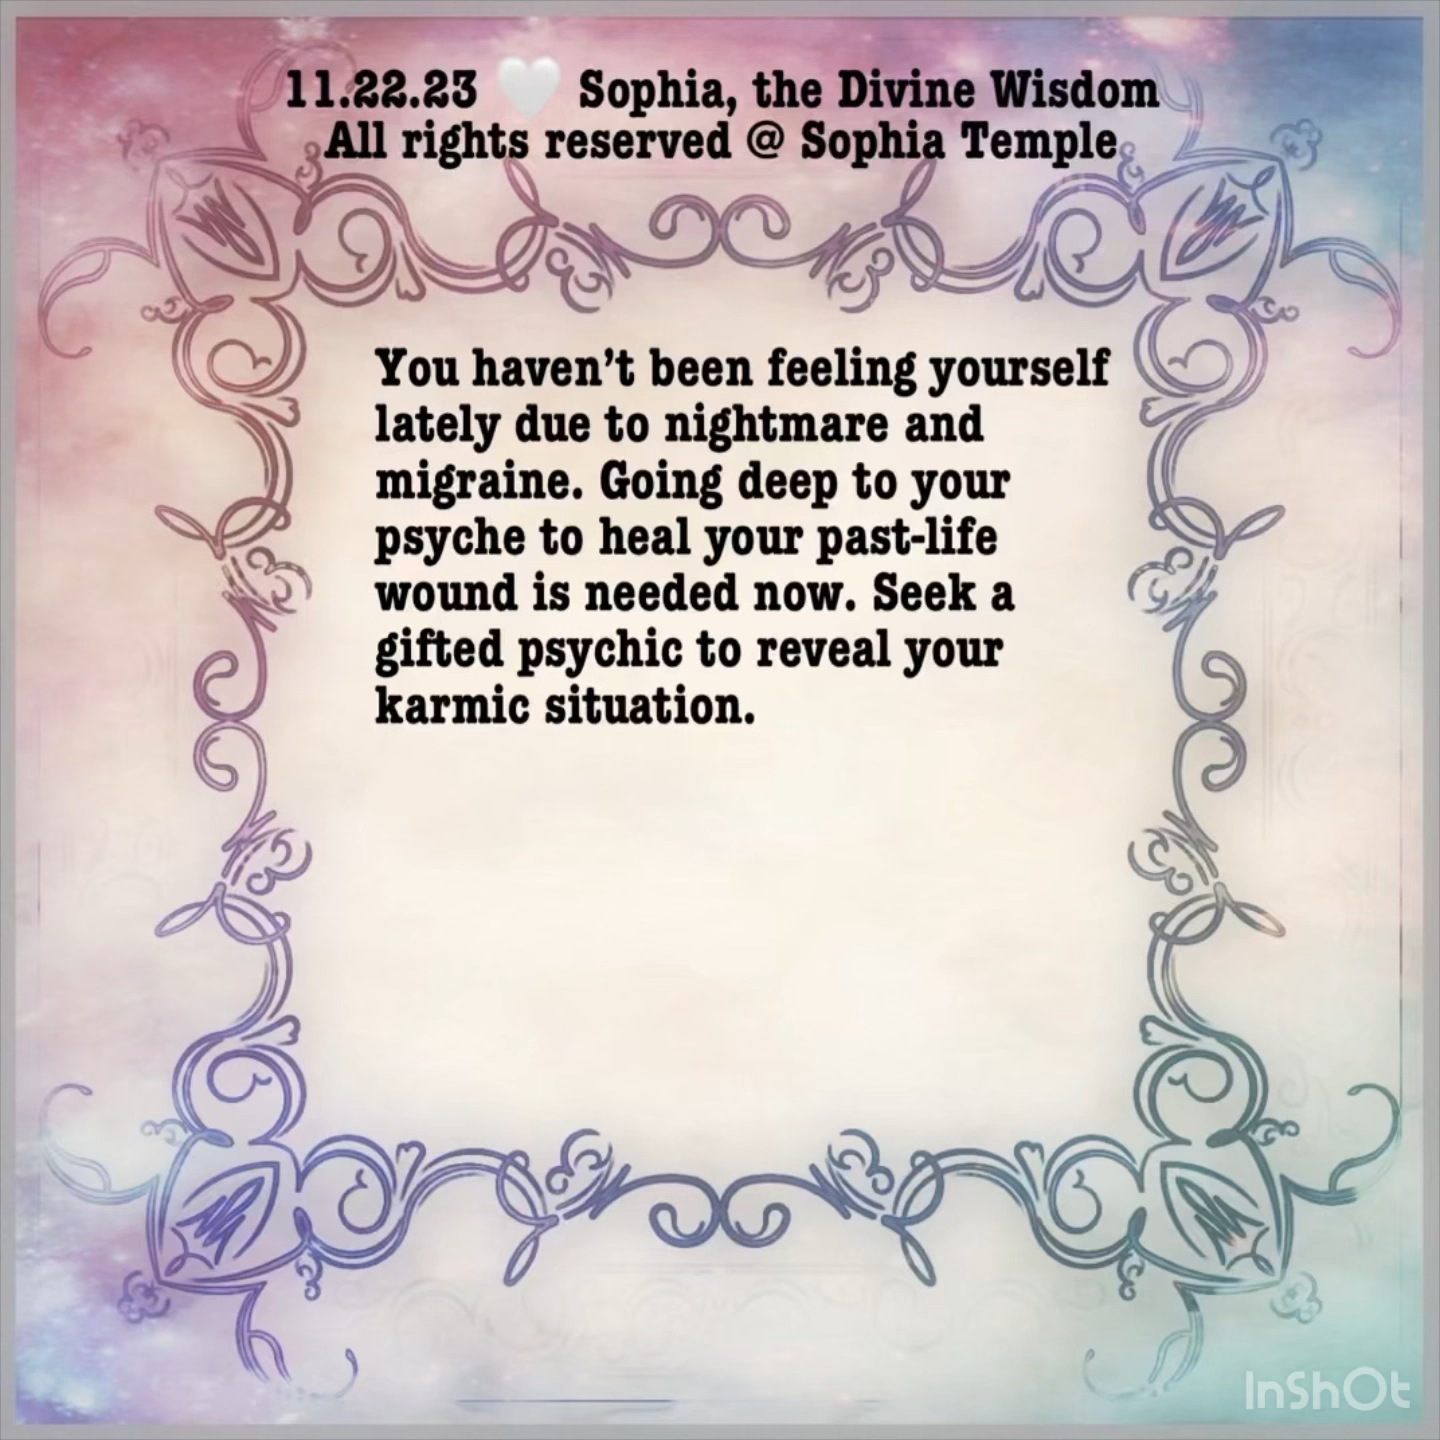 11.22.23 🤍 Sophia, the Divine Wisdom
All rights reserved @ Sophia Temple
You haven’t been feeling yourself
lately due to nightmare and
migraine. Going deep to your
psyche to heal your past-life
wound is needed now. Seek a
gifted psychic to reveal your
karmic situation.
InShOt